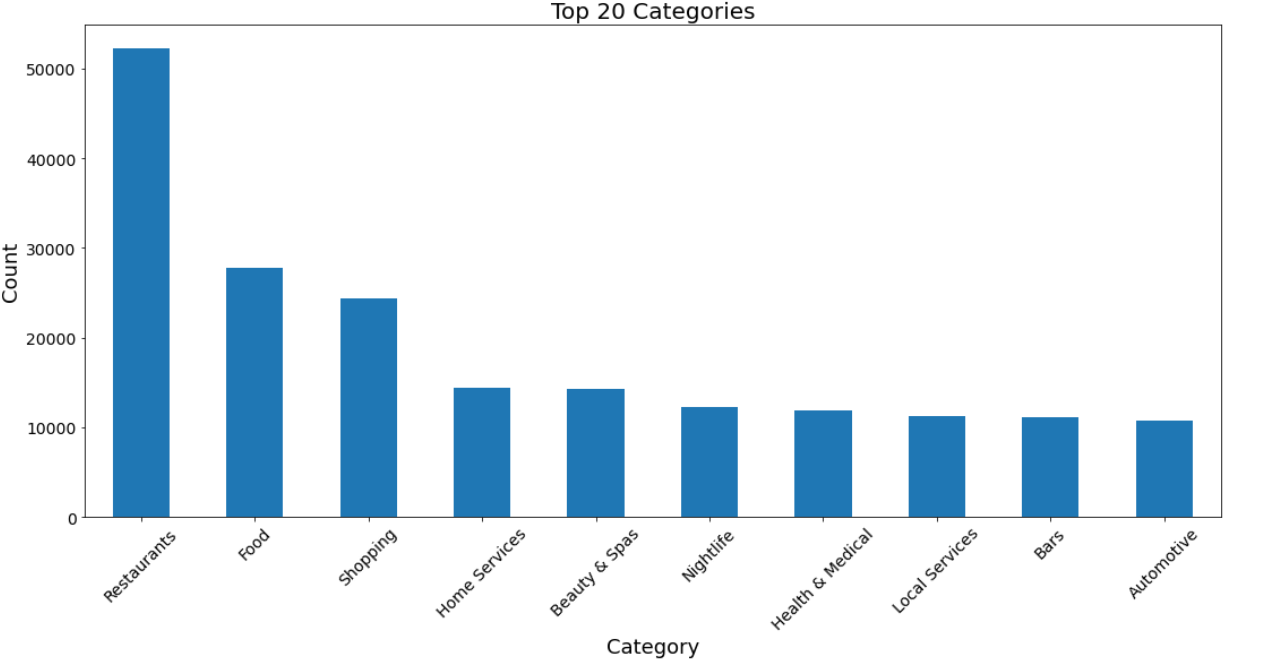 Top 20 Categories
Count
50000
40000
30000
20000
10000
0
Restaurants
Food
Shopping
Home Services
Beauty & Spas
Nightlife
Health & Medical
Local Services
Bars
Automotive
Category